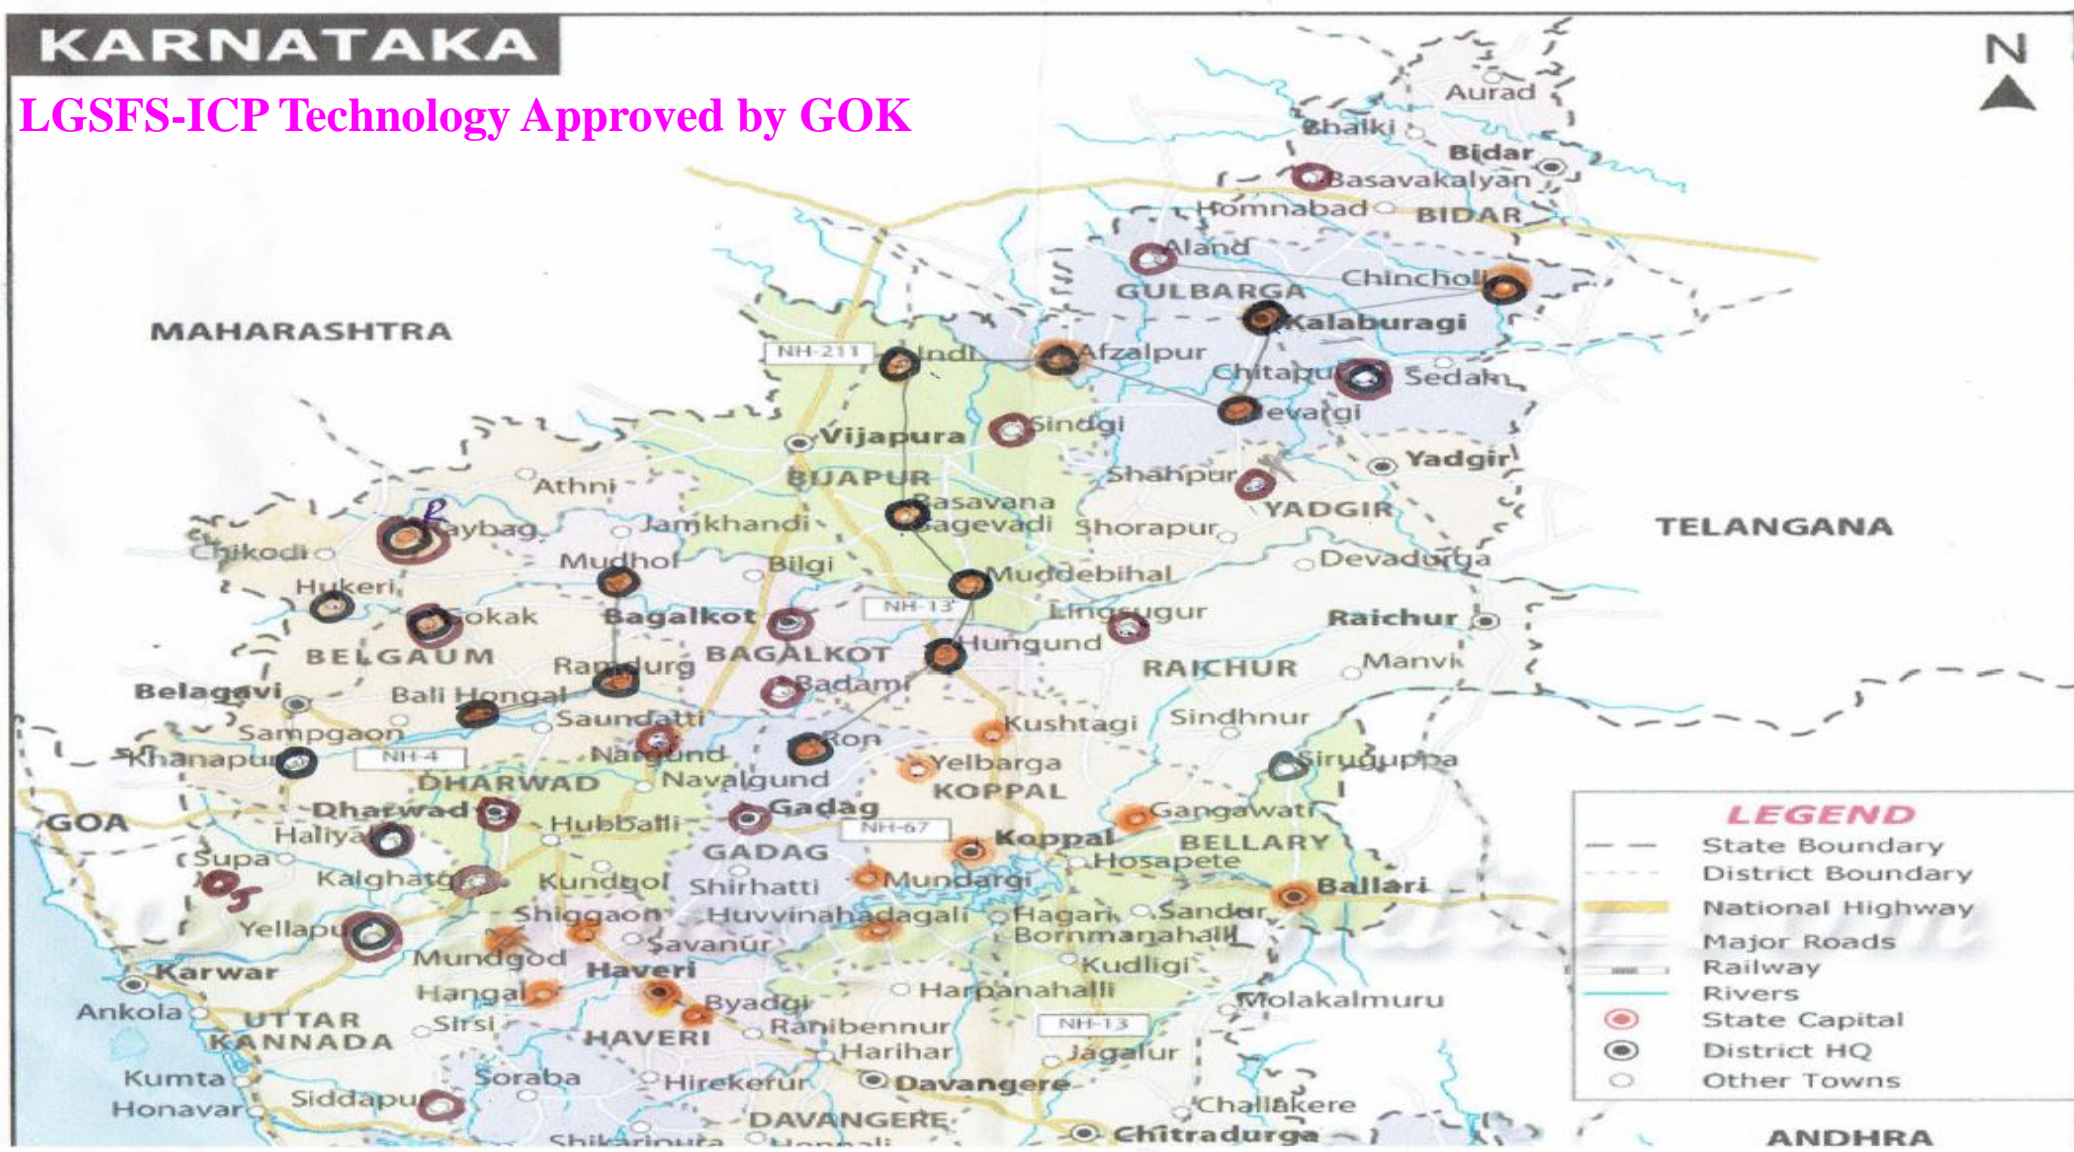 KARNATAKA
LGSFS-ICP Technology Approved by GOK
N
Aurad
Bhalki
Bidar
Basavakalyan
Homnabad
BIDAR
Aland
Chincholi
GULBARGA
Kalaburagi
MAHARASHTRA
NH-211
Indi
Afzalpur
Chitapu
Sedam
Jevargi
Sindgi
Vijapura
Yadgir
Shahpur
BIJAPUR
Athni
Basavana
Bagevadi
YADGIR
R
Raybag
Jamkhandi
Shorapur
TELANGANA
Chikodi
Mudhol
Bilgi
Muddebihal
Devadurga
Hukeri
NH-13
Gokak
Bagalkot
Lingsugur
Raichur
Hungund
BELGAUM
Ramdurg
BAGALKOT
RAICHUR
Manvi
Belagavi
Bali Hongal
Badami
Saundatti
Kushtagi
Sindhnur
Sampgaon
Ron
Khanapur
NH-4
Nargund
Yelbarga
Siruguppa
DHARWAD
Navalgund
KOPPAL
Dharwad
Gadag
Gangawati
LEGEND
GOA
Haliyal
Hubballi
NH-67
Koppal
BELLARY
State Boundary
Supa
GADAG
Hosapete
District Boundary
Kalghatgi
Kundgol
Shirhatti
Mundargi
Ballari
S
National Highway
Shiggaon
Huvvinahadagali
Hagari
Sandur
Yellapu
Savanur
Bornmanahalli
Major Roads
Mundgod
Kudligi
Railway
Karwar
Haveri
Hangal
Byadgi
Harpanahalli
Rivers
Molakalmuru
Ankola
UTTAR
KANNADA
Sirsi
Ranibennur
NH-13
State Capital
HAVERI
Harihar
Jagalur
District HQ
Kumta
Soraba
Hirekerur
Davangere
Other Towns
Honavar
Siddapur
DAVANGERE
Challakere
Shikaripura
Honnali
Chitradurga
ANDHRA